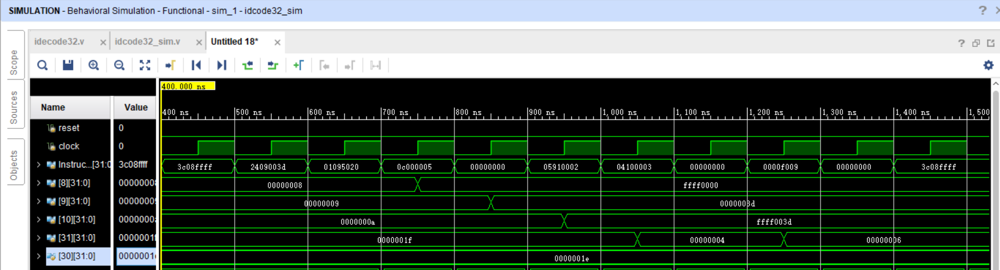 SIMULATION - Behavioral Simulation - Functional - sim_1 - idcode32_sim
?
Scope
Sources
Objects
idecode32.v
idcode32_sim.v
Untitled 18*
?
400.000 ns
Name Value
400 ns 500 ns 600 ns 700 ns 800 ns 900 ns 1,000 ns 1,100 ns 1,200 ns 1,300 ns 1,400 ns 1,500
reset 0
clock 0
Instruc...[31:0 3c08ffff 3c08ffff 2409003d 01095020 0c000005 00000000 05910002 04100003 00000000 0000f009 00000000 3c08ffff
[8][31:0] 00000008 00000008 ffff0000
[9][31:0] 00000009 00000009 0000003d
[10][31:0] 0000000a 0000000a ffff003d
[31][31:0] 0000001f 0000001f 00000004 00000006
[30][31:0] 0000001e 0000001e